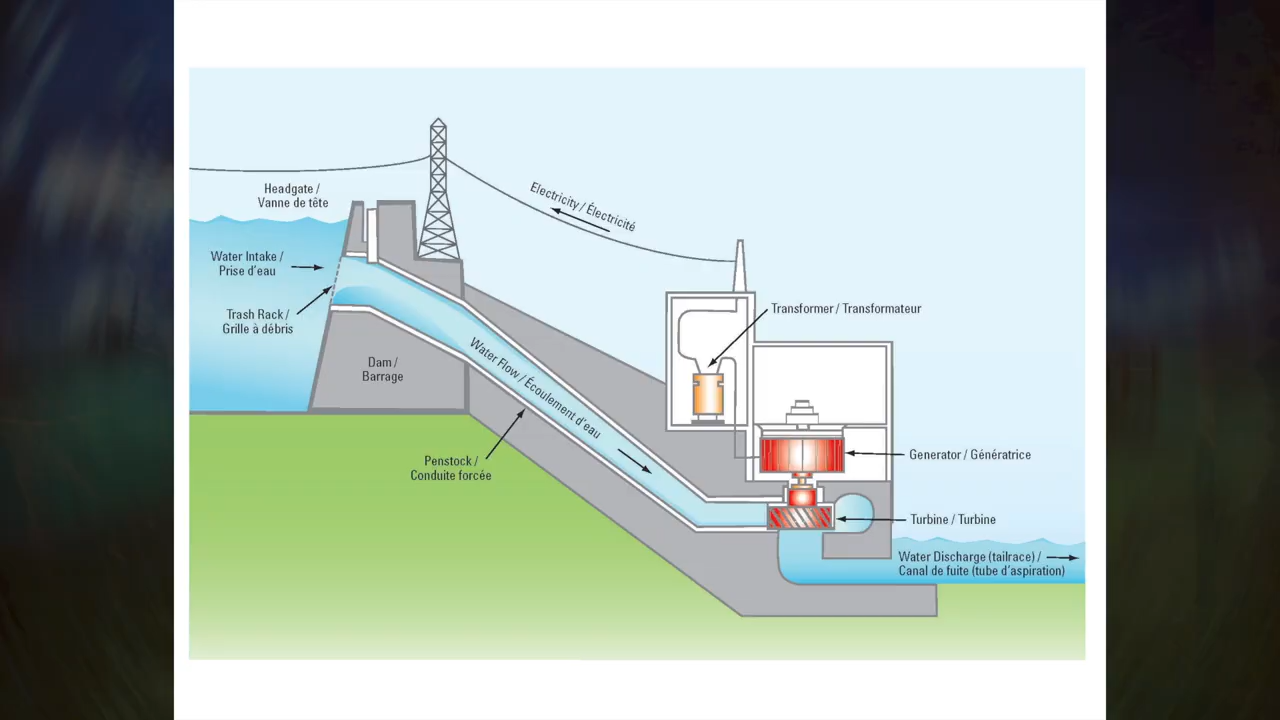 Headgate /
Vanne de tête
Electricity / Électricité
Water Intake /
Prise d'eau
Trash Rack /
Grille à débris
Transformer / Transformateur
Dam /
Barrage
Water Flow / Écoulement d'eau
Penstock /
Conduite forcée
Generator / Génératrice
Turbine / Turbine
Water Discharge (tailrace) /
Canal de fuite (tube d'aspiration)